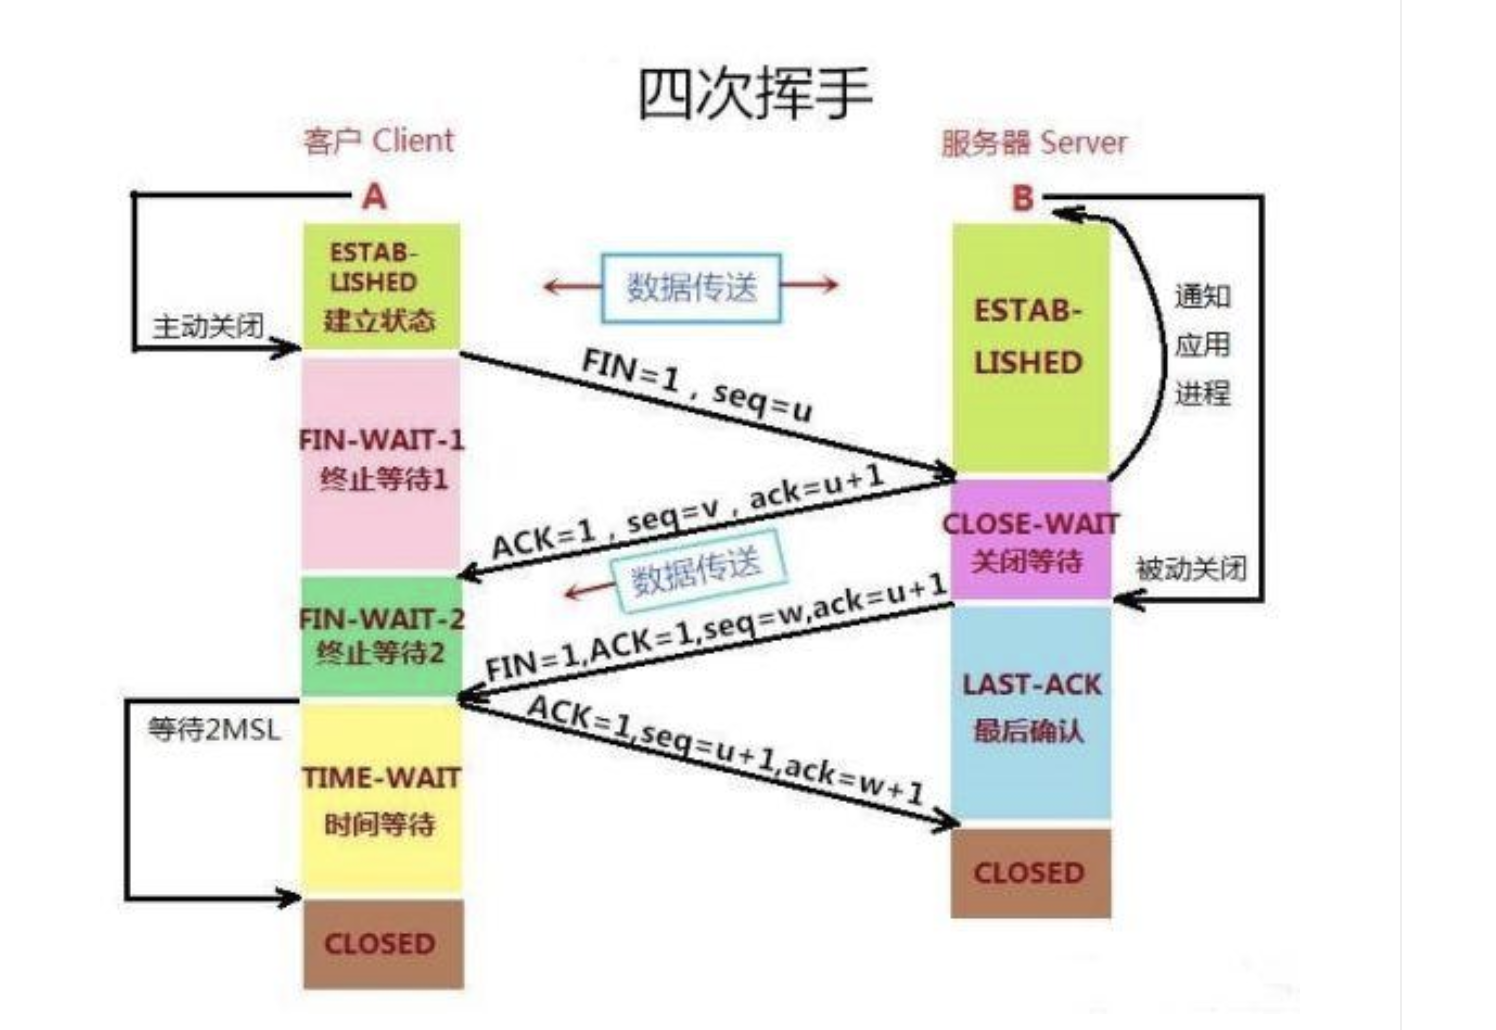 四次挥手
客户 Client
服务器 Server
A
B
ESTAB-
LISHED
建立状态
主动关闭
数据传送
ESTAB-
LISHED
通知
应用
进程
FIN=1 , seq=u
FIN-WAIT-1
终止等待1
ACK=1 , seq=v , ack=u+1
CLOSE-WAIT
关闭等待
被动关闭
数据传送
FIN-WAIT-2
终止等待2
FIN=1,ACK=1,seq=w,ack=u+1
LAST-ACK
最后确认
等待2MSL
ACK=1,seq=u+1,ack=w+1
TIME-WAIT
时间等待
CLOSED
CLOSED